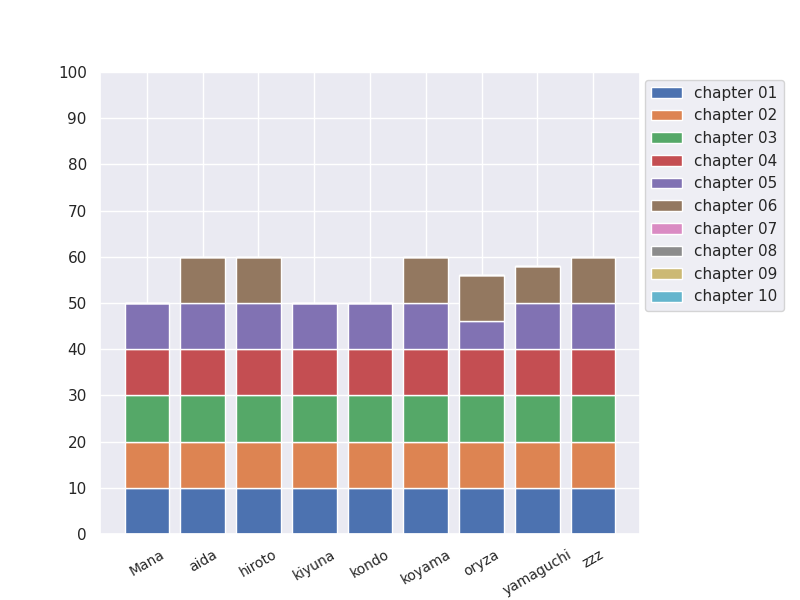 100
90
80
70
60
50
40
30
20
10
0
Mana
aida
hiroto
kiyuna
kondo
koyama
oryza
yamaguchi
zzz
chapter 01
chapter 02
chapter 03
chapter 04
chapter 05
chapter 06
chapter 07
chapter 08
chapter 09
chapter 10